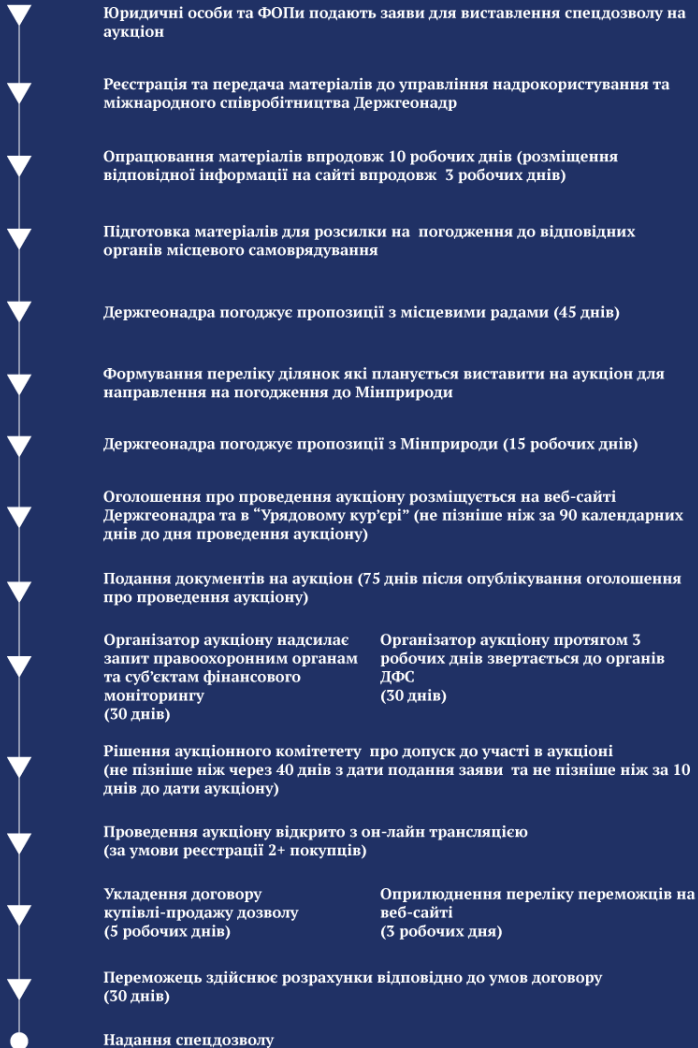 Юридичні особи та ФОПи подають заяви для виставлення спецдозволу на
аукціон
Реєстрація та передача матеріалів до управління надрокористування та
міжнародного співробітництва Держгеонадр
Опрацювання матеріалів впродовж 10 робочих днів (розміщення
відповідної інформації на сайті впродовж 3 робочих днів)
Підготовка матеріалів для розсилки на погодження до відповідних
органів місцевого самоврядування
Держгеонадра погоджує пропозиції з місцевими радами (45 днів)
Формування переліку ділянок які планується виставити на аукціон для
направлення на погодження до Мінприроди
Держгеонадра погоджує пропозиції з Мінприроди (15 робочих днів)
Оголошення про проведення аукціону розміщується на веб-сайті
Держгеонадра та в “Урядовому кур’єрі” (не пізніше ніж за 90 календарних
днів до дня проведення аукціону)
Подання документів на аукціон (75 днів після опублікування оголошення
про проведення аукціону)
Організатор аукціону надсилає
запит правоохоронним органам
та суб’єктам фінансового
моніторингу
(30 днів)
Організатор аукціону протягом 3
робочих днів звертається до органів
ДФС
(30 днів)
Рішення аукціонного комітетету про допуск до участі в аукціоні
(не пізніше ніж через 40 днів з дати подання заяви та не пізніше ніж за 10
днів до дати аукціону)
Проведення аукціону відкрито з он-лайн трансляцією
(за умови реєстрації 2+ покупців)
Укладення договору
купівлі-продажу дозволу
(5 робочих днів)
Оприлюднення переліку переможців на
веб-сайті
(3 робочих дня)
Переможець здійснює розрахунки відповідно до умов договору
(30 днів)
Надання спецдозволу